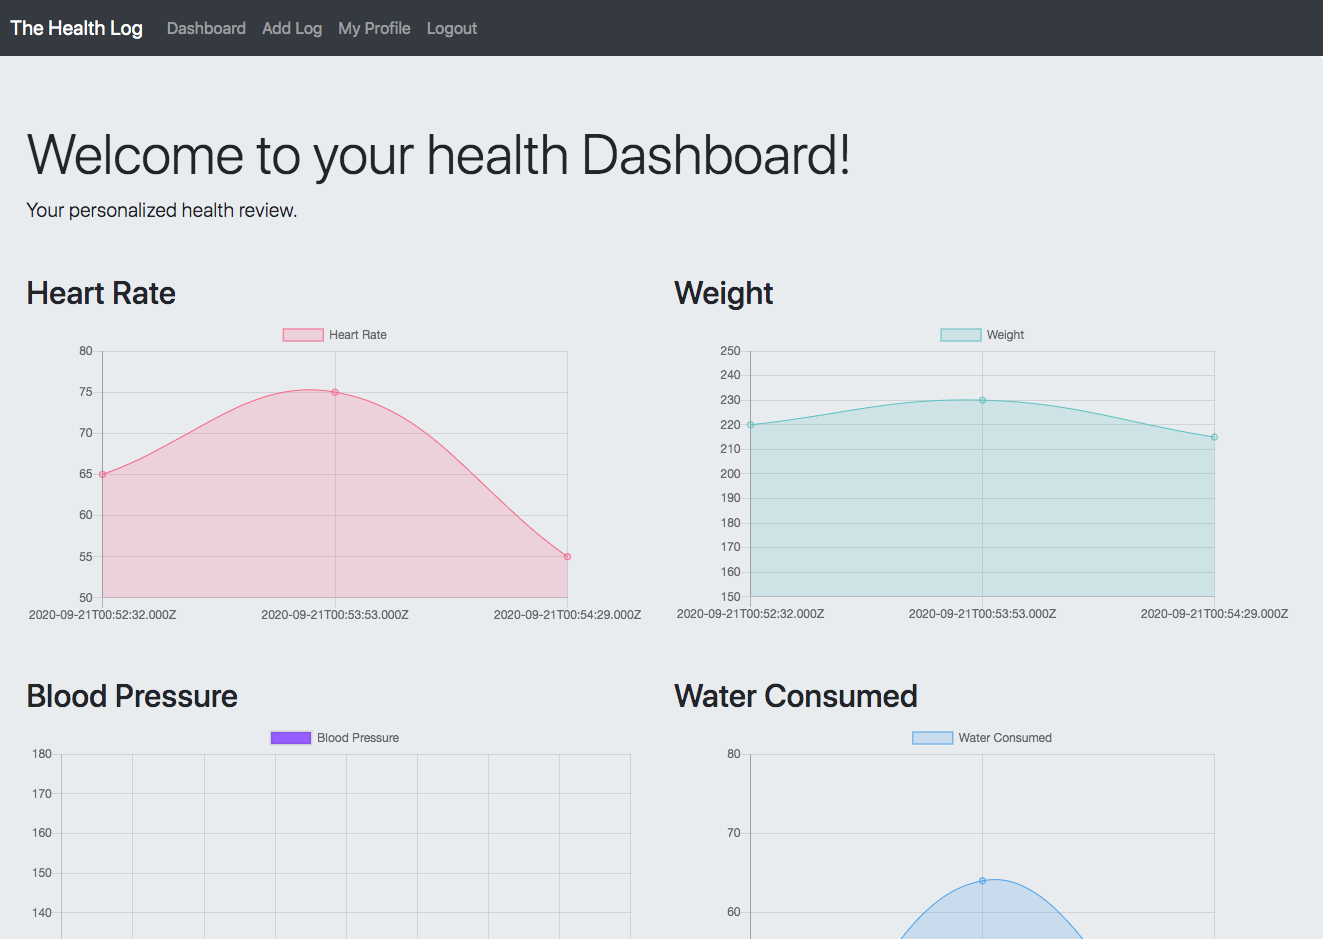 The Health Log Dashboard Add Log My Profile Logout
Welcome to your health Dashboard!
Your personalized health review.
Heart Rate
Heart Rate
80
75
70
65
60
55
50
2020-09-21T00:52:32.000Z 2020-09-21T00:53:53.000Z 2020-09-21T00:54:29.000Z
Weight
Weight
250
240
230
220
210
200
190
180
170
160
150
2020-09-21T00:52:32.000Z 2020-09-21T00:53:53.000Z 2020-09-21T00:54:29.000Z
Blood Pressure
Blood Pressure
180
170
160
150
140
Water Consumed
Water Consumed
80
70
60